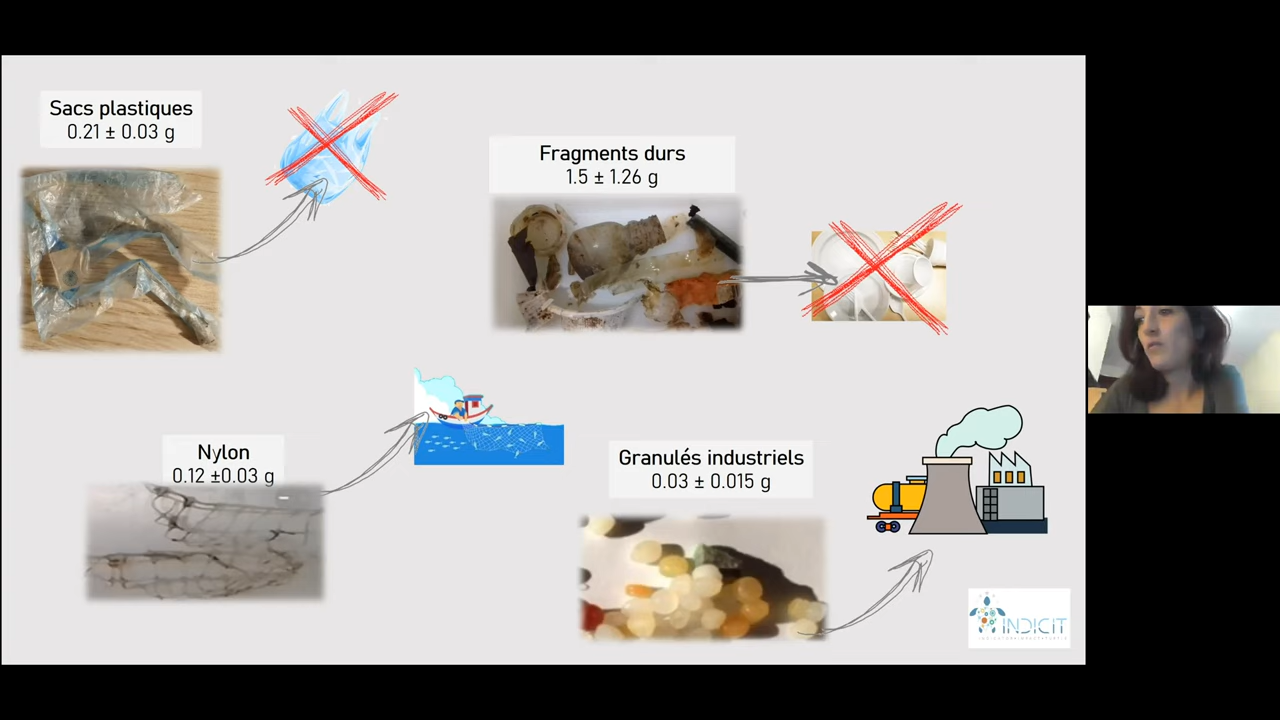 Sacs plastiques
0.21 ± 0.03 g
Fragments durs
1.5 ± 1.26 g
Nylon
0.12 ±0.03 g
Granulés industriels
0.03 ± 0.015 g
INDICIT